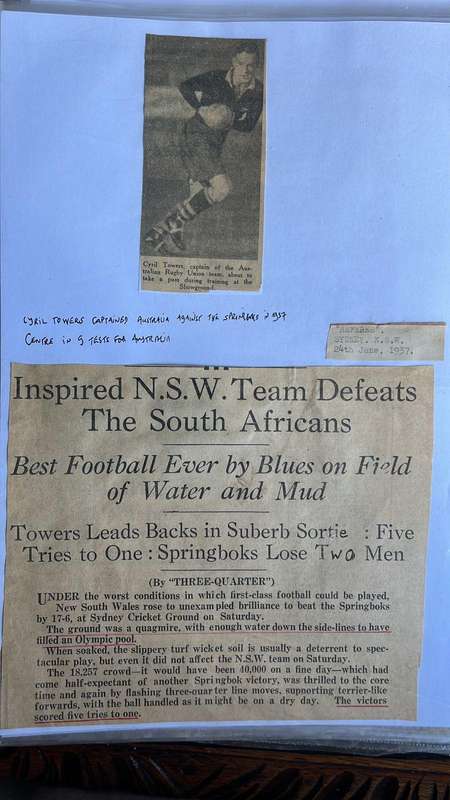 Cyril Towers, captain of the Aus-
tralian Rugby Union team, about to
take a pass during training at the
Showground.
CYRIL TOWERS CAPTAINED AUSTRALIA AGAINST THE SPRINGBOKS 1937
CENTRE IN 9 TESTS FOR AUSTRALIA
"REFEREE".
SYDNEY. N.S.W.
24th June, 1937.
Inspired N.S.W. Team Defeats
The South Africans
Best Football Ever by Blues on Field
of Water and Mud
Towers Leads Backs in Suberb Sortie : Five
Tries to One : Springboks Lose Two Men
(By "THREE-QUARTER")
UNDER the worst conditions in which first-class football could be played,
New South Wales rose to unexampled brilliance to beat the Springboks
by 17-6, at Sydney Cricket Ground on Saturday.
The ground was a quagmire, with enough water down the side-lines to have
filled an Olympic pool.
When soaked, the slippery turf wicket soil is usually a deterrent to spec-
tacular play, but even it did not affect the N.S.W. team on Saturday.
The 18,257 crowd—it would have been 40,000 on a fine day—which had
come half-expectant of another Springbok victory, was thrilled to the core
time and again by flashing three-quarter line moves, supporting terrier-like
forwards, with the ball handled as it might be on a dry day. The victors
scored five tries to one.